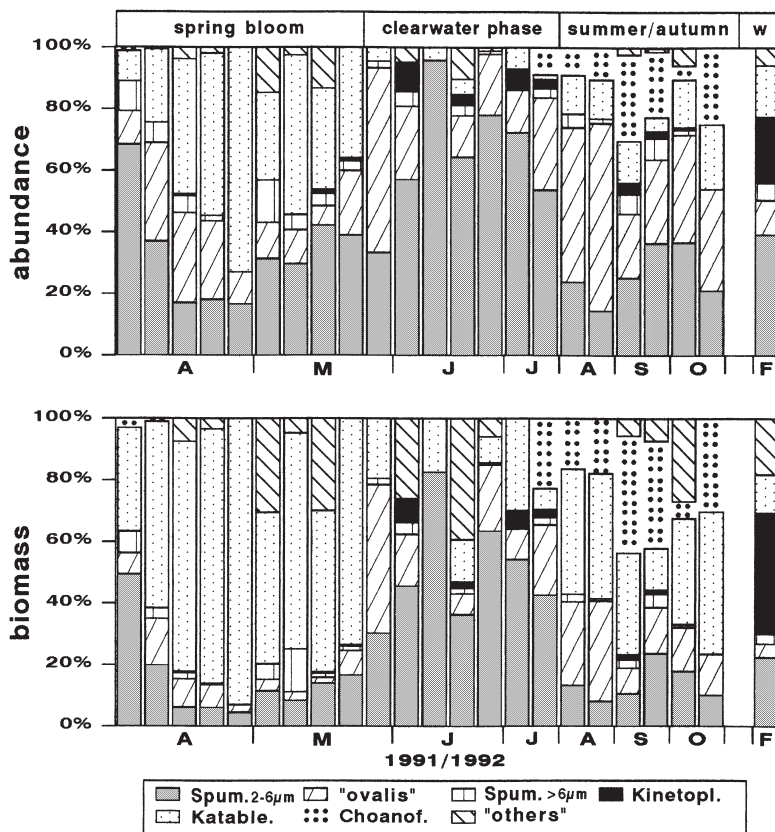 spring bloom clearwater phase summer/autumn w
100%
80%
60%
40%
20%
0%
abundance
A M J J A S O F
100%
80%
60%
40%
20%
0%
biomass
A M J J A S O F
1991/1992
Spum.2-6µm "ovalis" Spum.>6µm Kinetopl.
Katable. Choanof. "others"